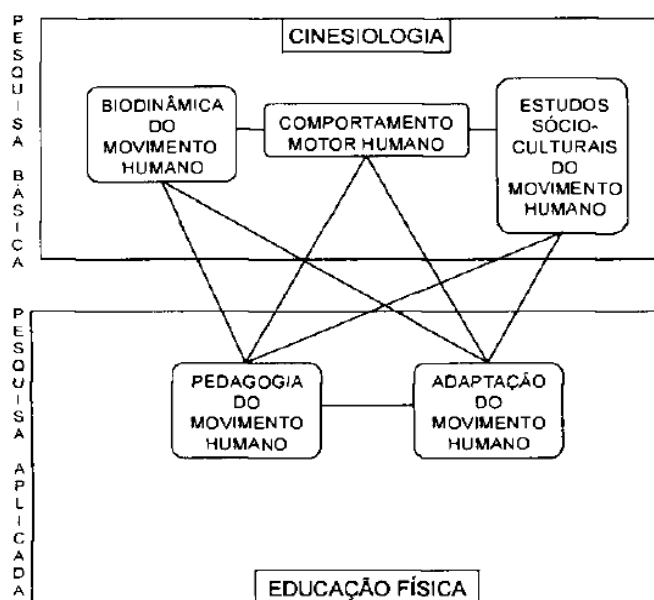 PESQUISA BÁSICA
CINESIOLOGIA
BIODINÂMICA
DO
MOVIMENTO
HUMANO
COMPORTAMENTO
MOTOR HUMANO
ESTUDOS
SÓCIO-
CULTURAIS
DO
MOVIMENTO
HUMANO
PESQUISA APLICADA
PEDAGOGIA
DO
MOVIMENTO
HUMANO
ADAPTAÇÃO
DO
MOVIMENTO
HUMANO
EDUCAÇÃO FÍSICA